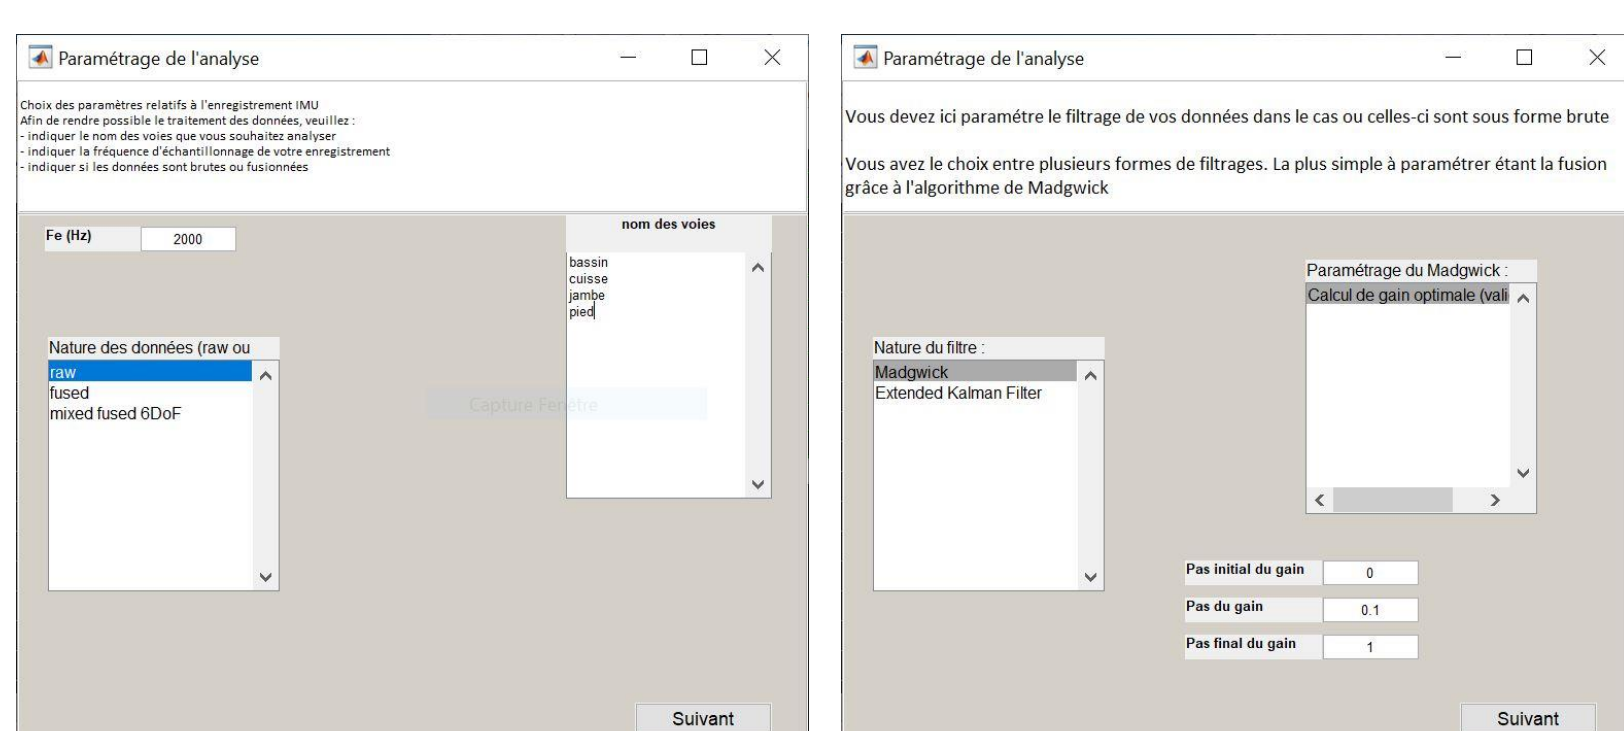 Paramétrage de l'analyse
Choix des paramètres relatifs à l'enregistrement IMU
Afin de rendre possible le traitement des données, veuillez :
- indiquer le nom des voies que vous souhaitez analyser
- indiquer la fréquence d'échantillonnage de votre enregistrement
- indiquer si les données sont brutes ou fusionnées
Fe (Hz)
2000
nom des voies
bassin
cuisse
jambe
pied
Nature des données (raw ou
raw
fused
mixed fused 6DoF
Capture Fenêtre
Suivant
Paramétrage de l'analyse
Vous devez ici paramétre le filtrage de vos données dans le cas ou celles-ci sont sous forme brute
Vous avez le choix entre plusieurs formes de filtrages. La plus simple à paramétrer étant la fusion
grâce à l'algorithme de Madgwick
Paramétrage du Madgwick :
Calcul de gain optimale (vali
Nature du filtre :
Madgwick
Extended Kalman Filter
Pas initial du gain
0
Pas du gain
0.1
Pas final du gain
1
Suivant